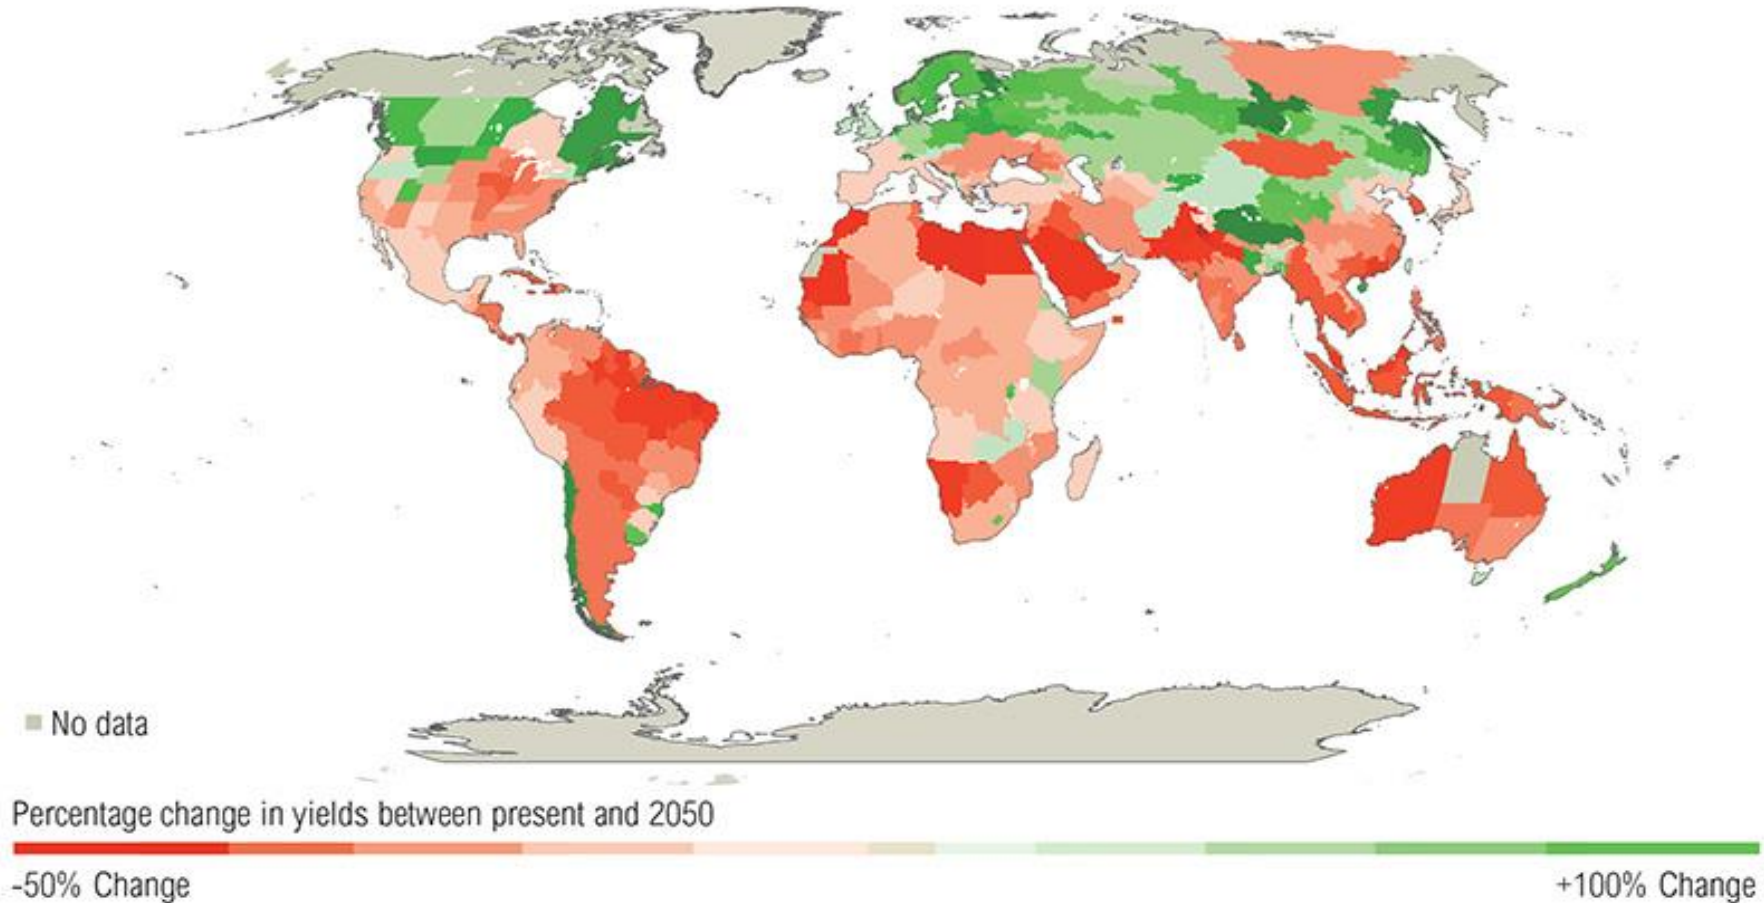 No data
Percentage change in yields between present and 2050
-50% Change
+100% Change